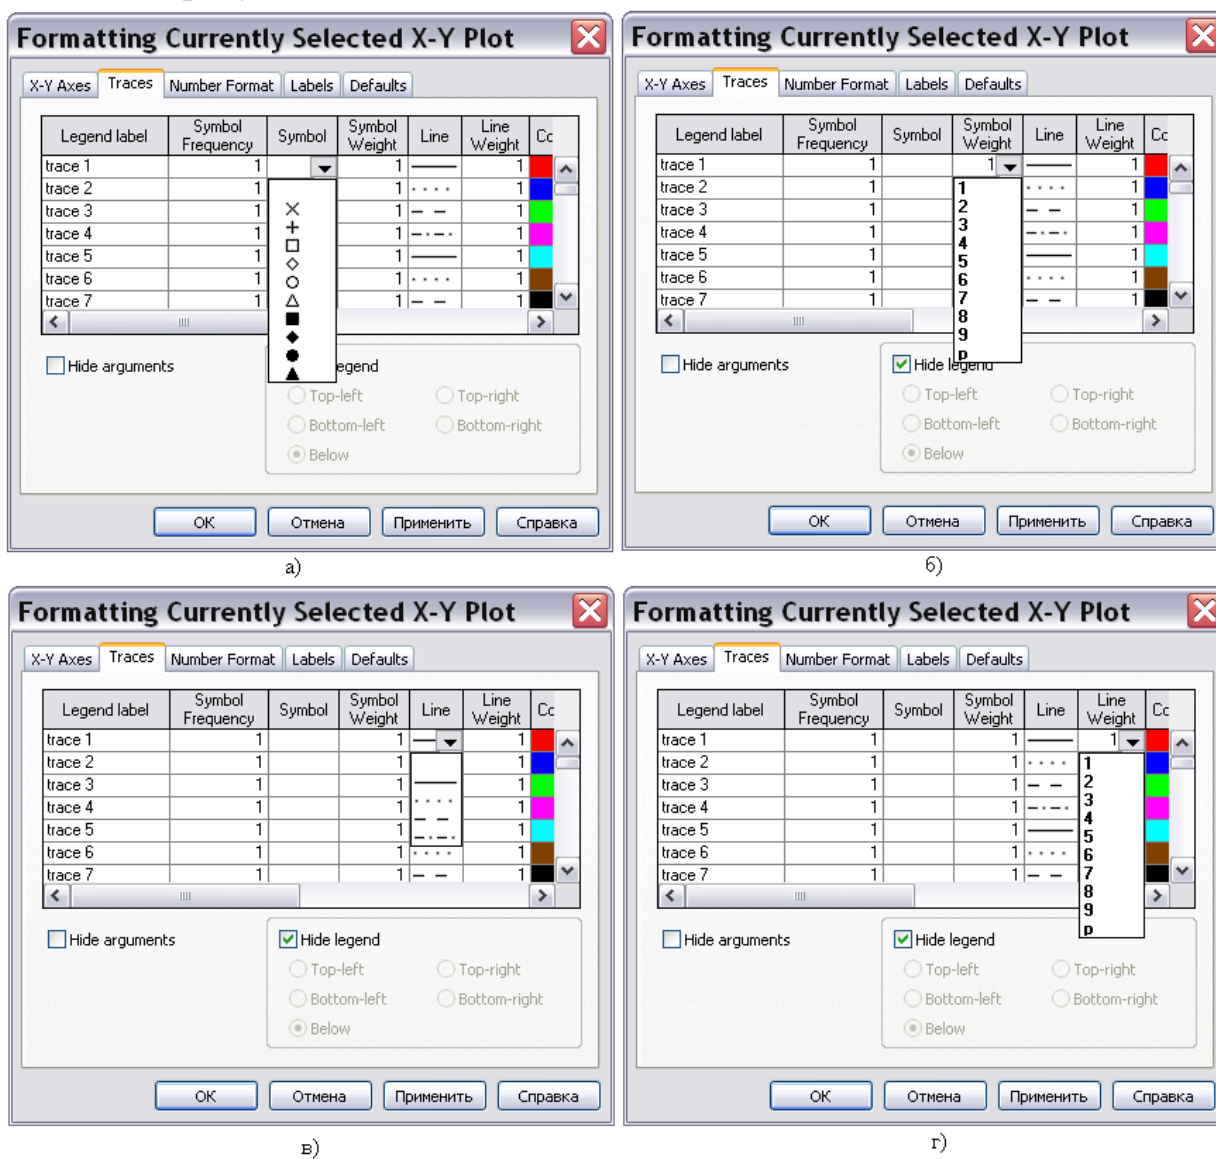 Formatting Currently Selected X-Y Plot
X-Y Axes Traces Number Format Labels Defaults
Legend label Symbol Frequency Symbol Symbol Weight Line Line Weight Co
trace 1 1 1 1
trace 2 1 1 1
trace 3 1 1 1
trace 4 1 1 1
trace 5 1 1 1
trace 6 1 1 1
trace 7 1 1 1
Hide arguments egend
Top-left Top-right
Bottom-left Bottom-right
Below
ОК Отмена Применить Справка
а)
Formatting Currently Selected X-Y Plot
X-Y Axes Traces Number Format Labels Defaults
Legend label Symbol Frequency Symbol Symbol Weight Line Line Weight Co
trace 1 1 1 1
trace 2 1 1
trace 3 1 1
trace 4 1 1
trace 5 1 1
trace 6 1 1
trace 7 1 1
1
2
3
4
5
6
7
8
9
p
Hide arguments Hide legend
Top-left Top-right
Bottom-left Bottom-right
Below
ОК Отмена Применить Справка
б)
Formatting Currently Selected X-Y Plot
X-Y Axes Traces Number Format Labels Defaults
Legend label Symbol Frequency Symbol Symbol Weight Line Line Weight Co
trace 1 1 1 1
trace 2 1 1 1
trace 3 1 1 1
trace 4 1 1 1
trace 5 1 1 1
trace 6 1 1 1
trace 7 1 1 1
Hide arguments Hide legend
Top-left Top-right
Bottom-left Bottom-right
Below
ОК Отмена Применить Справка
в)
Formatting Currently Selected X-Y Plot
X-Y Axes Traces Number Format Labels Defaults
Legend label Symbol Frequency Symbol Symbol Weight Line Line Weight Co
trace 1 1 1 1
trace 2 1 1
trace 3 1 1
trace 4 1 1
trace 5 1 1
trace 6 1 1
trace 7 1 1
1
2
3
4
5
6
7
8
9
p
Hide arguments Hide legend
Top-left Top-right
Bottom-left Bottom-right
Below
ОК Отмена Применить Справка
г)